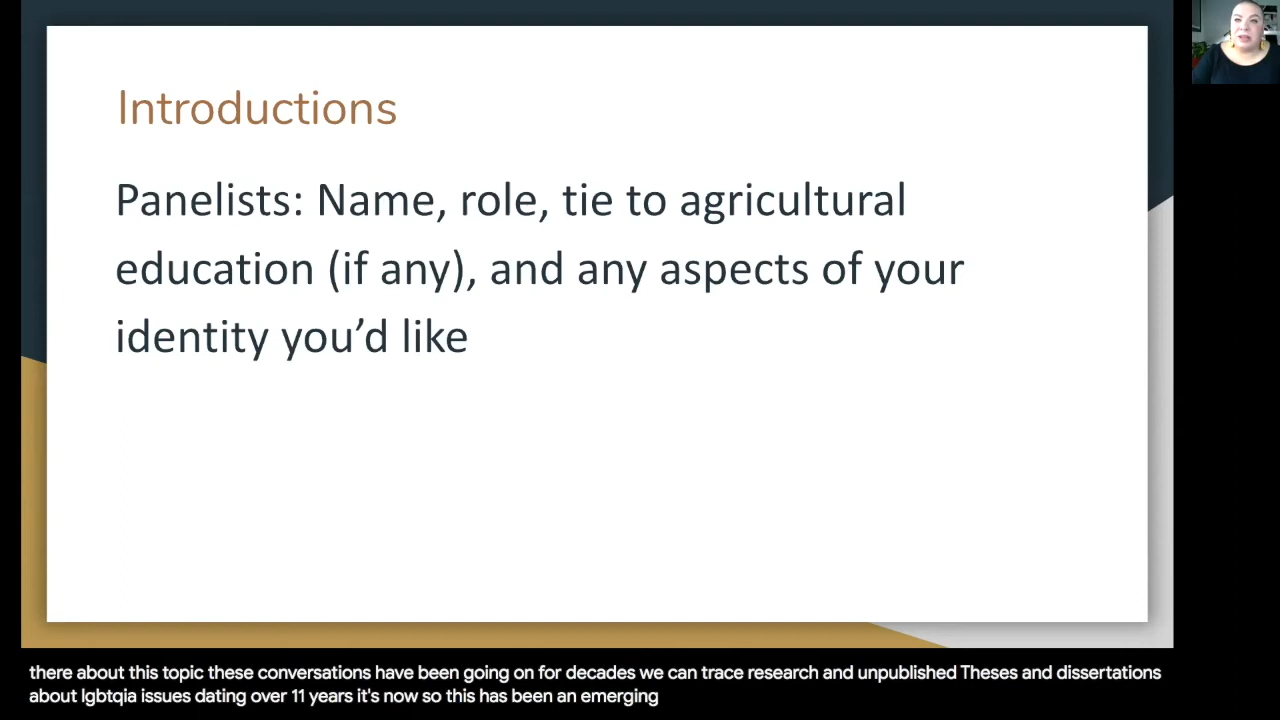 Introductions
Panelists: Name, role, tie to agricultural
education (if any), and any aspects of your
identity you’d like
there about this topic these conversations have been going on for decades we can trace research and unpublished Theses and dissertations
about lgbtqia issues dating over 11 years it's now so this has been an emerging